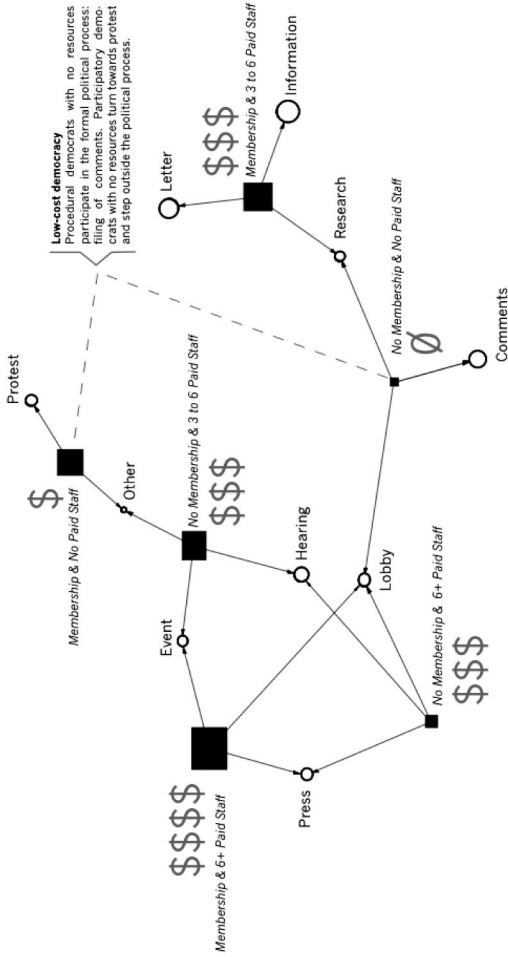 Low-cost democracy
Procedural democrats with no resources
participate in the formal political process:
filing of comments. Participatory demo-
crats with no resources turn towards protest
and step outside the political process.
Protest
$
Membership & No Paid Staff
Other
Letter
$$$
Membership & 3 to 6 Paid Staff
Information
Research
No Membership & 3 to 6 Paid Staff
$$$
Event
Hearing
No Membership & No Paid Staff
Ø
Comments
Lobby
$$$$
Membership & 6+ Paid Staff
Press
No Membership & 6+ Paid Staff
$$$